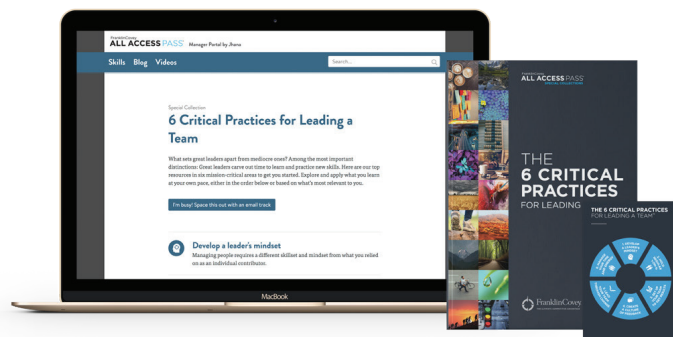 FranklinCovey
ALL ACCESS PASS Manager Portal by Jhana
Skills Blog Videos
Search...
Special Collection
6 Critical Practices for Leading a
Team
What sets great leaders apart from mediocre ones? Among the most important
distinctions: Great leaders carve out time to learn and practice new skills. Here are our top
resources in six mission-critical areas to get you started. Explore and apply what you learn
at your own pace, either in the order below or based on what's most relevant to you.
I'm busy! Space this out with an email track
Develop a leader's mindset
Managing people requires a different skillset and mindset from what you relied
on as an individual contributor.
MacBook
FranklinCovey
ALL ACCESS PASS
THE
6 CRITICAL
PRACTICES
FOR LEADING
FranklinCovey
THE 6 CRITICAL PRACTICES
FOR LEADING A TEAM